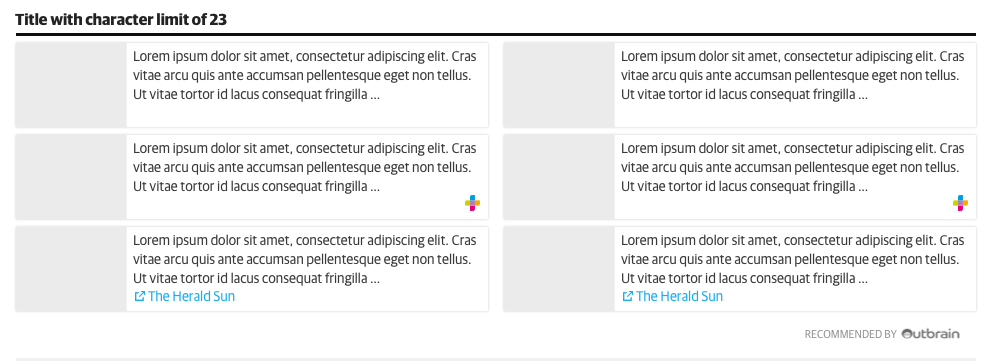 Title with character limit of 23
Lorem ipsum dolor sit amet, consectetur adipiscing elit. Cras
vitae arcu quis ante accumsan pellentesque eget non tellus.
Ut vitae tortor id lacus consequat fringilla ...
Lorem ipsum dolor sit amet, consectetur adipiscing elit. Cras
vitae arcu quis ante accumsan pellentesque eget non tellus.
Ut vitae tortor id lacus consequat fringilla ...
Lorem ipsum dolor sit amet, consectetur adipiscing elit. Cras
vitae arcu quis ante accumsan pellentesque eget non tellus.
Ut vitae tortor id lacus consequat fringilla ...
Lorem ipsum dolor sit amet, consectetur adipiscing elit. Cras
vitae arcu quis ante accumsan pellentesque eget non tellus.
Ut vitae tortor id lacus consequat fringilla ...
Lorem ipsum dolor sit amet, consectetur adipiscing elit. Cras
vitae arcu quis ante accumsan pellentesque eget non tellus.
Ut vitae tortor id lacus consequat fringilla ...
The Herald Sun
Lorem ipsum dolor sit amet, consectetur adipiscing elit. Cras
vitae arcu quis ante accumsan pellentesque eget non tellus.
Ut vitae tortor id lacus consequat fringilla ...
The Herald Sun
RECOMMENDED BY Outbrain